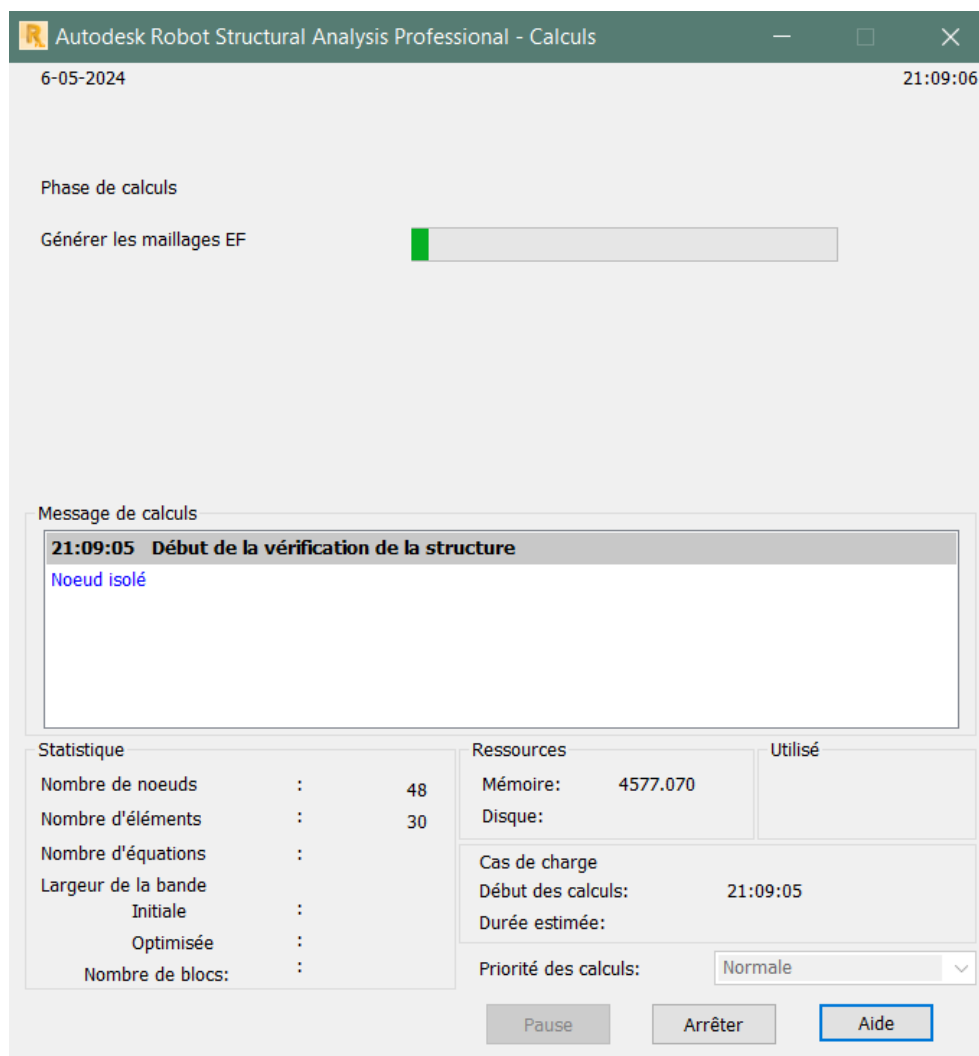 Autodesk Robot Structural Analysis Professional - Calculs
6-05-2024 21:09:06
Phase de calculs
Générer les maillages EF
Message de calculs
21:09:05 Début de la vérification de la structure
Noeud isolé
Statistique
Nombre de noeuds : 48
Nombre d'éléments : 30
Nombre d'équations :
Largeur de la bande
Initiale :
Optimisée :
Nombre de blocs: :
Ressources
Mémoire: 4577.070
Disque:
Utilisé
Cas de charge
Début des calculs: 21:09:05
Durée estimée:
Priorité des calculs: Normale
Pause Arrêter Aide